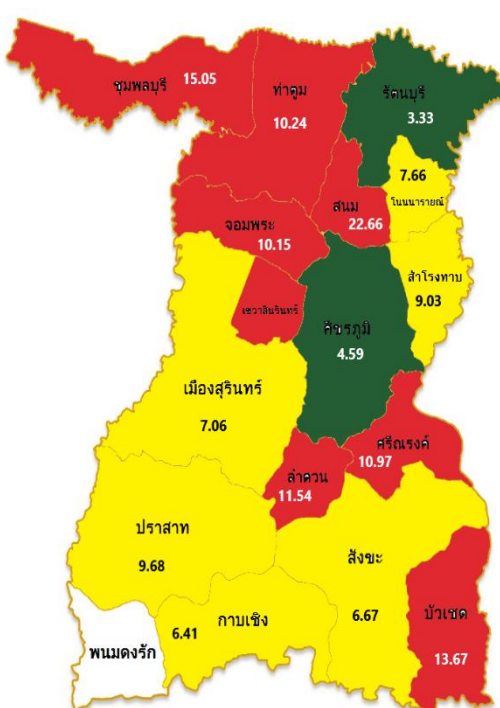 ชุมพลบุรี 15.05
ท่าตูม
10.24
รัตนบุรี
3.33
7.66
โนนนารายณ์
สนม
22.66
จอมพระ
10.15
สำโรงทาบ
9.03
เขวาสินรินทร์
ศีขรภูมิ
4.59
เมืองสุรินทร์
7.06
ศรีณรงค์
10.97
ลำดวน
11.54
ปราสาท
9.68
สังขะ
6.67
บัวเชด
13.67
กาบเชิง
6.41
พนมดงรัก